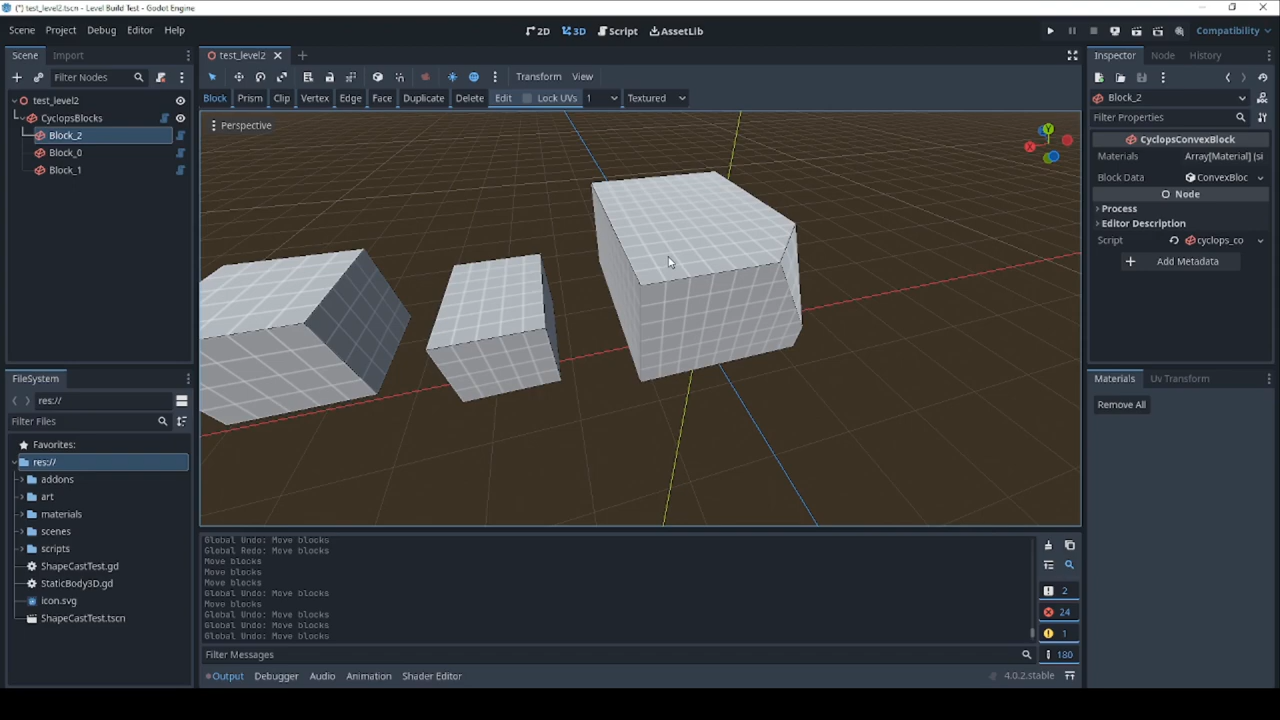 (*) test_level2.tscn - Level Build Test - Godot Engine
Scene Project Debug Editor Help
2D 3D Script AssetLib
Compatibility
Scene Import
Filter Nodes
test_level2
CyclopsBlocks
Block_2
Block_0
Block_1
FileSystem
res://
Filter Files
Favorites:
res://
addons
art
materials
scenes
scripts
ShapeCastTest.gd
StaticBody3D.gd
icon.svg
ShapeCastTest.tscn
test_level2
Transform View
Block Prism Clip Vertex Edge Face Duplicate Delete Edit Lock UVs 1 Textured
Perspective
Y
X
Z
Global Undo: Move blocks
Global Redo: Move blocks
Move blocks
Move blocks
Move blocks
Global Undo: Move blocks
Move blocks
Global Undo: Move blocks
Global Undo: Move blocks
Global Undo: Move blocks
2
24
1
180
Filter Messages
Output Debugger Audio Animation Shader Editor
4.0.2.stable
Inspector Node History
Block_2
Filter Properties
CyclopsConvexBlock
Materials Array[Material] (si
Block Data ConvexBloc
Node
Process
Editor Description
Script cyclops_co
Add Metadata
Materials Uv Transform
Remove All